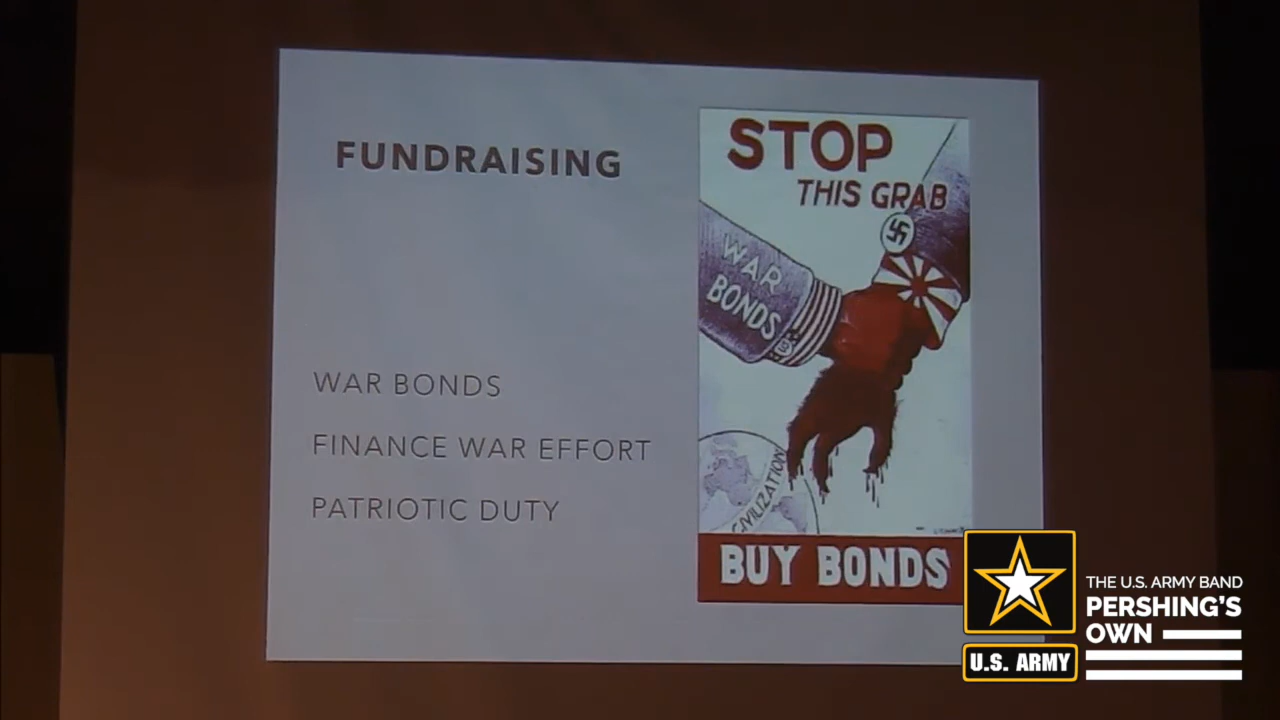 FUNDRAISING
WAR BONDS
FINANCE WAR EFFORT
PATRIOTIC DUTY
STOP
THIS GRAB
WAR
BONDS
CIVILIZATION
BUY BONDS
U.S. ARMY
THE U.S. ARMY BAND
PERSHING'S
OWN